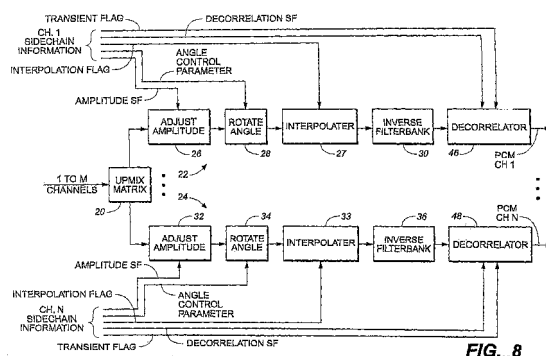 TRANSIENT FLAG
DECORRELATION SF
CH. 1
SIDECHAIN
INFORMATION
INTERPOLATION FLAG
ANGLE
CONTROL
PARAMETER
AMPLITUDE SF
ADJUST
AMPLITUDE
ROTATE
ANGLE
INTERPOLATER
INVERSE
FILTERBANK
DECORRELATOR
26
28
27
30
46
PCM
CH 1
22
1 TO M
CHANNELS
UPMIX
MATRIX
20
24
32
34
33
36
48
PCM
CH N
ADJUST
AMPLITUDE
ROTATE
ANGLE
INTERPOLATER
INVERSE
FILTERBANK
DECORRELATOR
AMPLITUDE SF
INTERPOLATION FLAG
ANGLE
CONTROL
PARAMETER
CH. N
SIDECHAIN
INFORMATION
DECORRELATION SF
TRANSIENT FLAG
FIG. 8